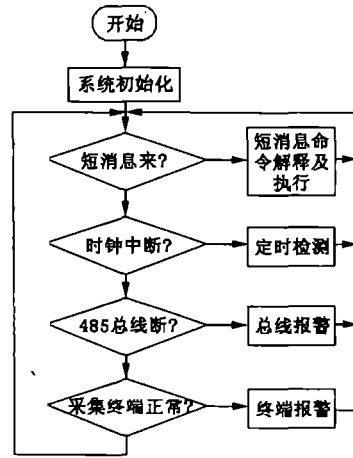 开始
系统初始化
短消息来?
短消息命
令解释及
执行
时钟中断?
定时检测
485总线断?
总线报警
采集终端正常?
终端报警